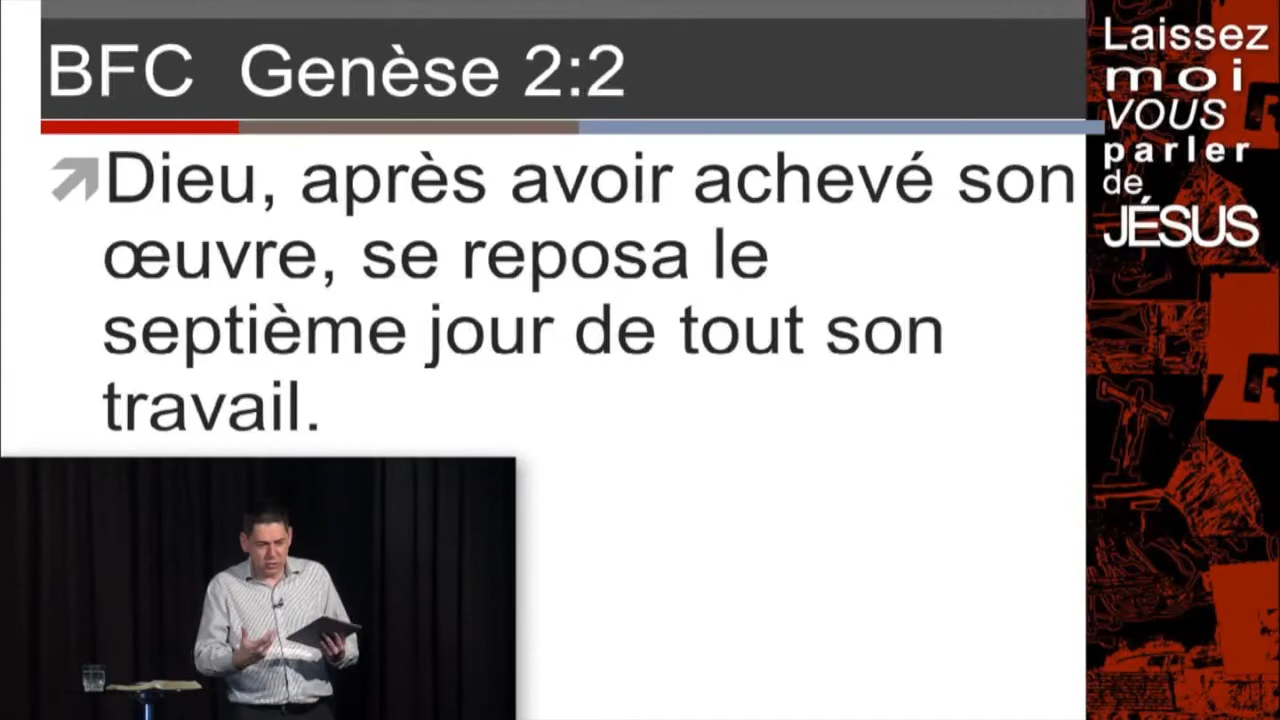 BFC Genèse 2:2
Dieu, après avoir achevé son
œuvre, se reposa le
septième jour de tout son
travail.
Laissez
moi
VOUS
parler
de
JÉSUS